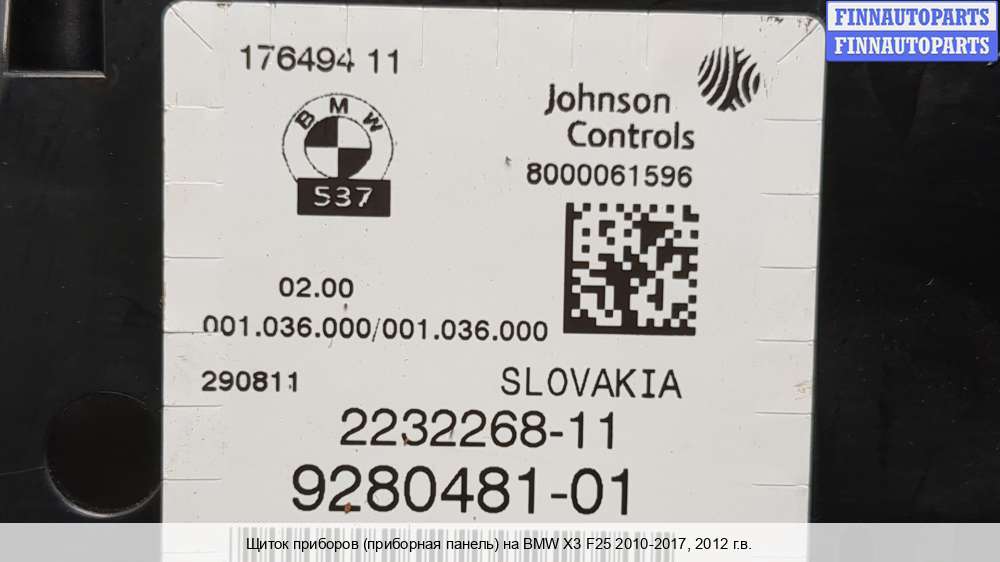 FINNAUTOPARTS
FINNAUTOPARTS
176494 11
BMW
537
Johnson
Controls
8000061596
02.00
001.036.000/001.036.000
290811
SLOVAKIA
2232268-11
9280481-01
Щиток приборов (приборная панель) на BMW X3 F25 2010-2017, 2012 г.в.